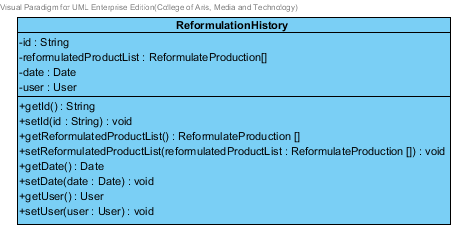 Visual Paradigm for UML Enterprise Edition(College of Arts, Media and Technology)
ReformulationHistory
-id : String
-reformulatedProductList : ReformulateProduction[]
-date : Date
-user : User
+getId() : String
+setId(id : String) : void
+getReformulatedProductList() : ReformulateProduction []
+setReformulatedProductList(reformulatedProductList : ReformulateProduction []) : void
+getDate() : Date
+setDate(date : Date) : void
+getUser() : User
+setUser(user : User) : void